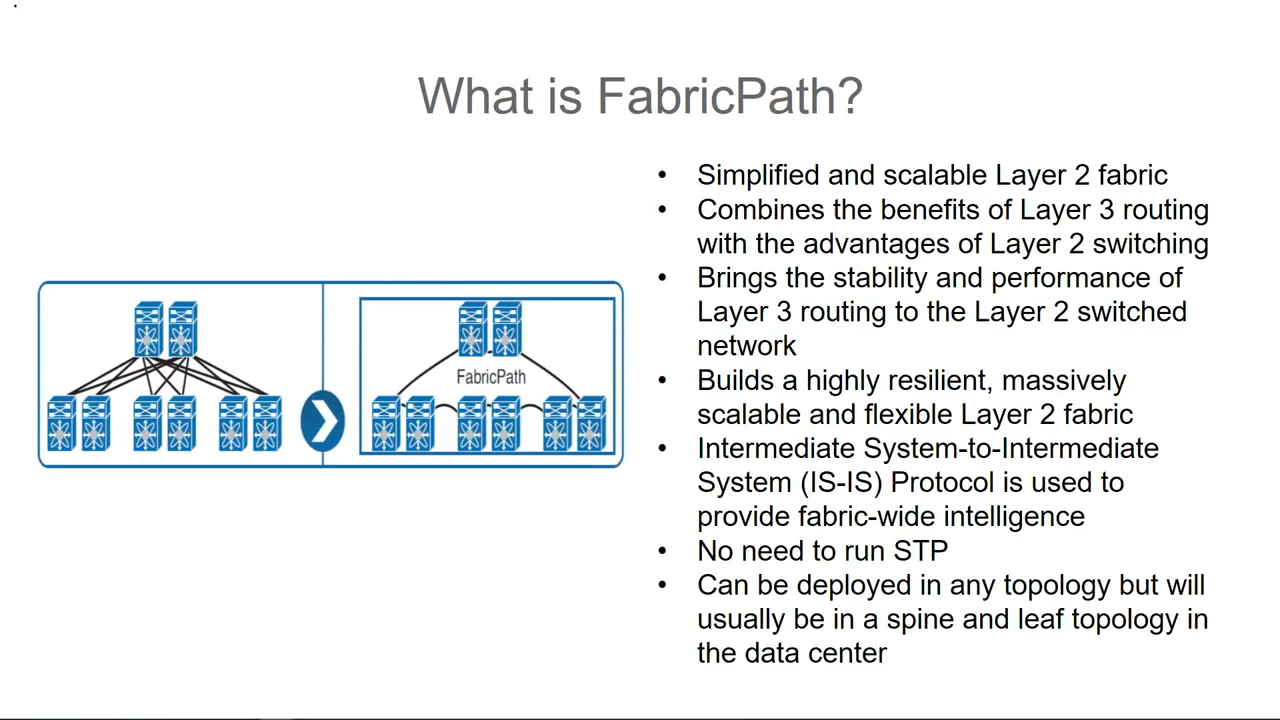 What is FabricPath?
• Simplified and scalable Layer 2 fabric
• Combines the benefits of Layer 3 routing
with the advantages of Layer 2 switching
• Brings the stability and performance of
Layer 3 routing to the Layer 2 switched
network
• Builds a highly resilient, massively
scalable and flexible Layer 2 fabric
• Intermediate System-to-Intermediate
System (IS-IS) Protocol is used to
provide fabric-wide intelligence
• No need to run STP
• Can be deployed in any topology but will
usually be in a spine and leaf topology in
the data center
FabricPath